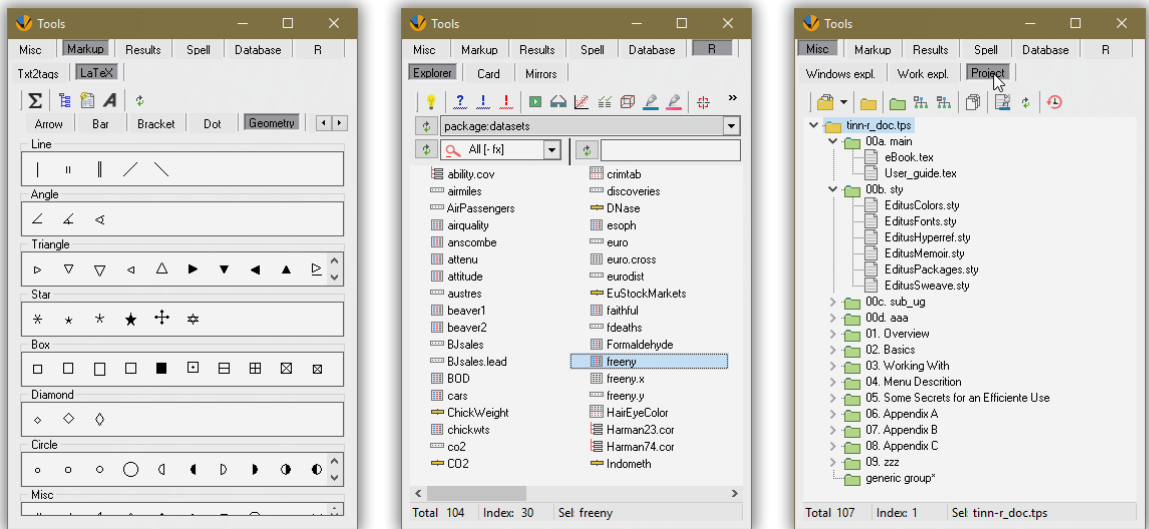 Tools
Misc Markup Results Spell Database R
Txt2tags LaTeX
Arrow Bar Bracket Dot Geometry
Line
Angle
Triangle
Star
Box
Diamond
Circle
Misc
Tools
Misc Markup Results Spell Database R
Explorer Card Mirrors
package:datasets
All [- fx]
ability.cov crimtab
airmiles discoveries
AirPassengers DNase
airquality esoph
anscombe euro
attenu euro.cross
attitude eurodist
austres EuStockMarkets
beaver1 faithful
beaver2 fdeaths
BJsales Formaldehyde
BJsales.lead freeny
BOD freeny.x
cars freeny.y
ChickWeight HairEyeColor
chickwts Harman23.cor
co2 Harman74.cor
CO2 Indometh
Total 104 Index: 30 Sel: freeny
Tools
Misc Markup Results Spell Database R
Windows expl. Work expl. Project
tinn-r_doc.tps
00a. main
eBook.tex
User_guide.tex
00b. sty
EditusColors.sty
EditusFonts.sty
EditusHyperref.sty
EditusMemoir.sty
EditusPackages.sty
EditusSweave.sty
00c. sub_ug
00d. aaa
01. Overview
02. Basics
03. Working With
04. Menu Descrition
05. Some Secrets for an Efficiente Use
06. Appendix A
07. Appendix B
08. Appendix C
09. zzz
generic group*
Total 107 Index: 1 Sel: tinn-r_doc.tps